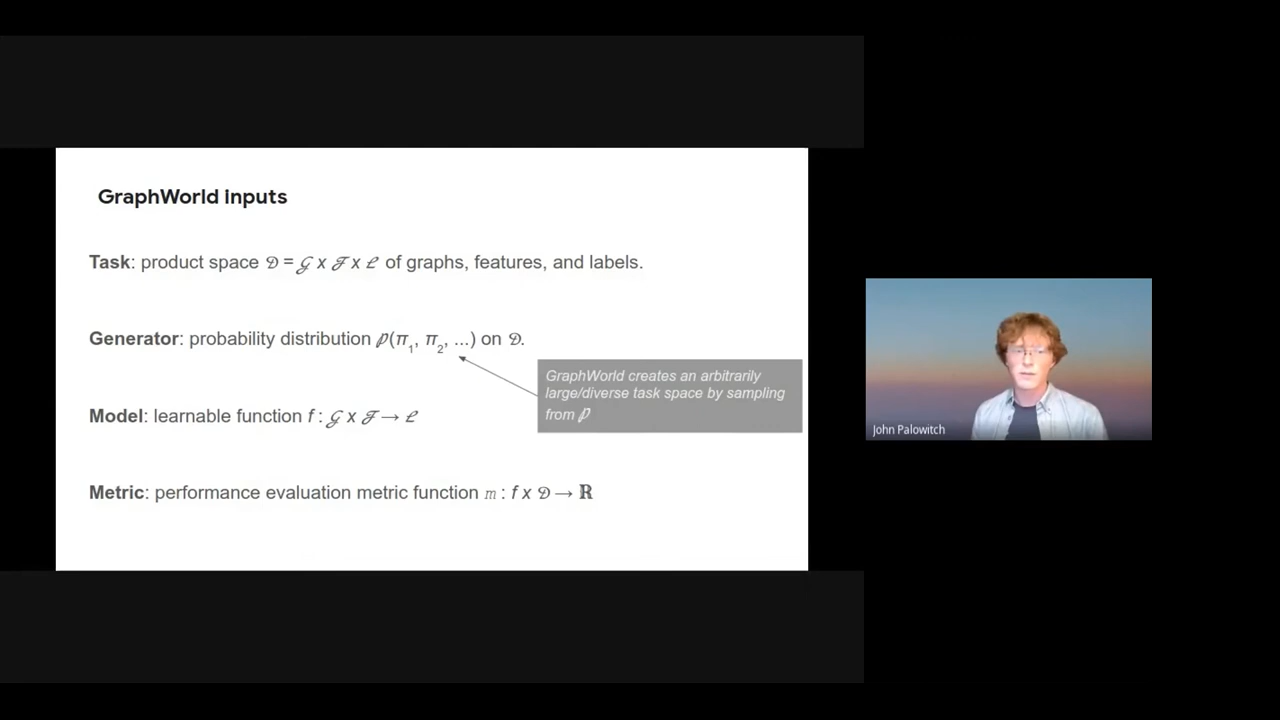 GraphWorld inputs
Task: product space 𝒟 = 𝒢 x ℱ x ℒ of graphs, features, and labels.
Generator: probability distribution 𝒫(π₁, π₂, ...) on 𝒟.
GraphWorld creates an arbitrarily
large/diverse task space by sampling
from 𝒫
Model: learnable function f : 𝒢 x ℱ → ℒ
Metric: performance evaluation metric function m : f x 𝒟 → ℝ
John Palowitch